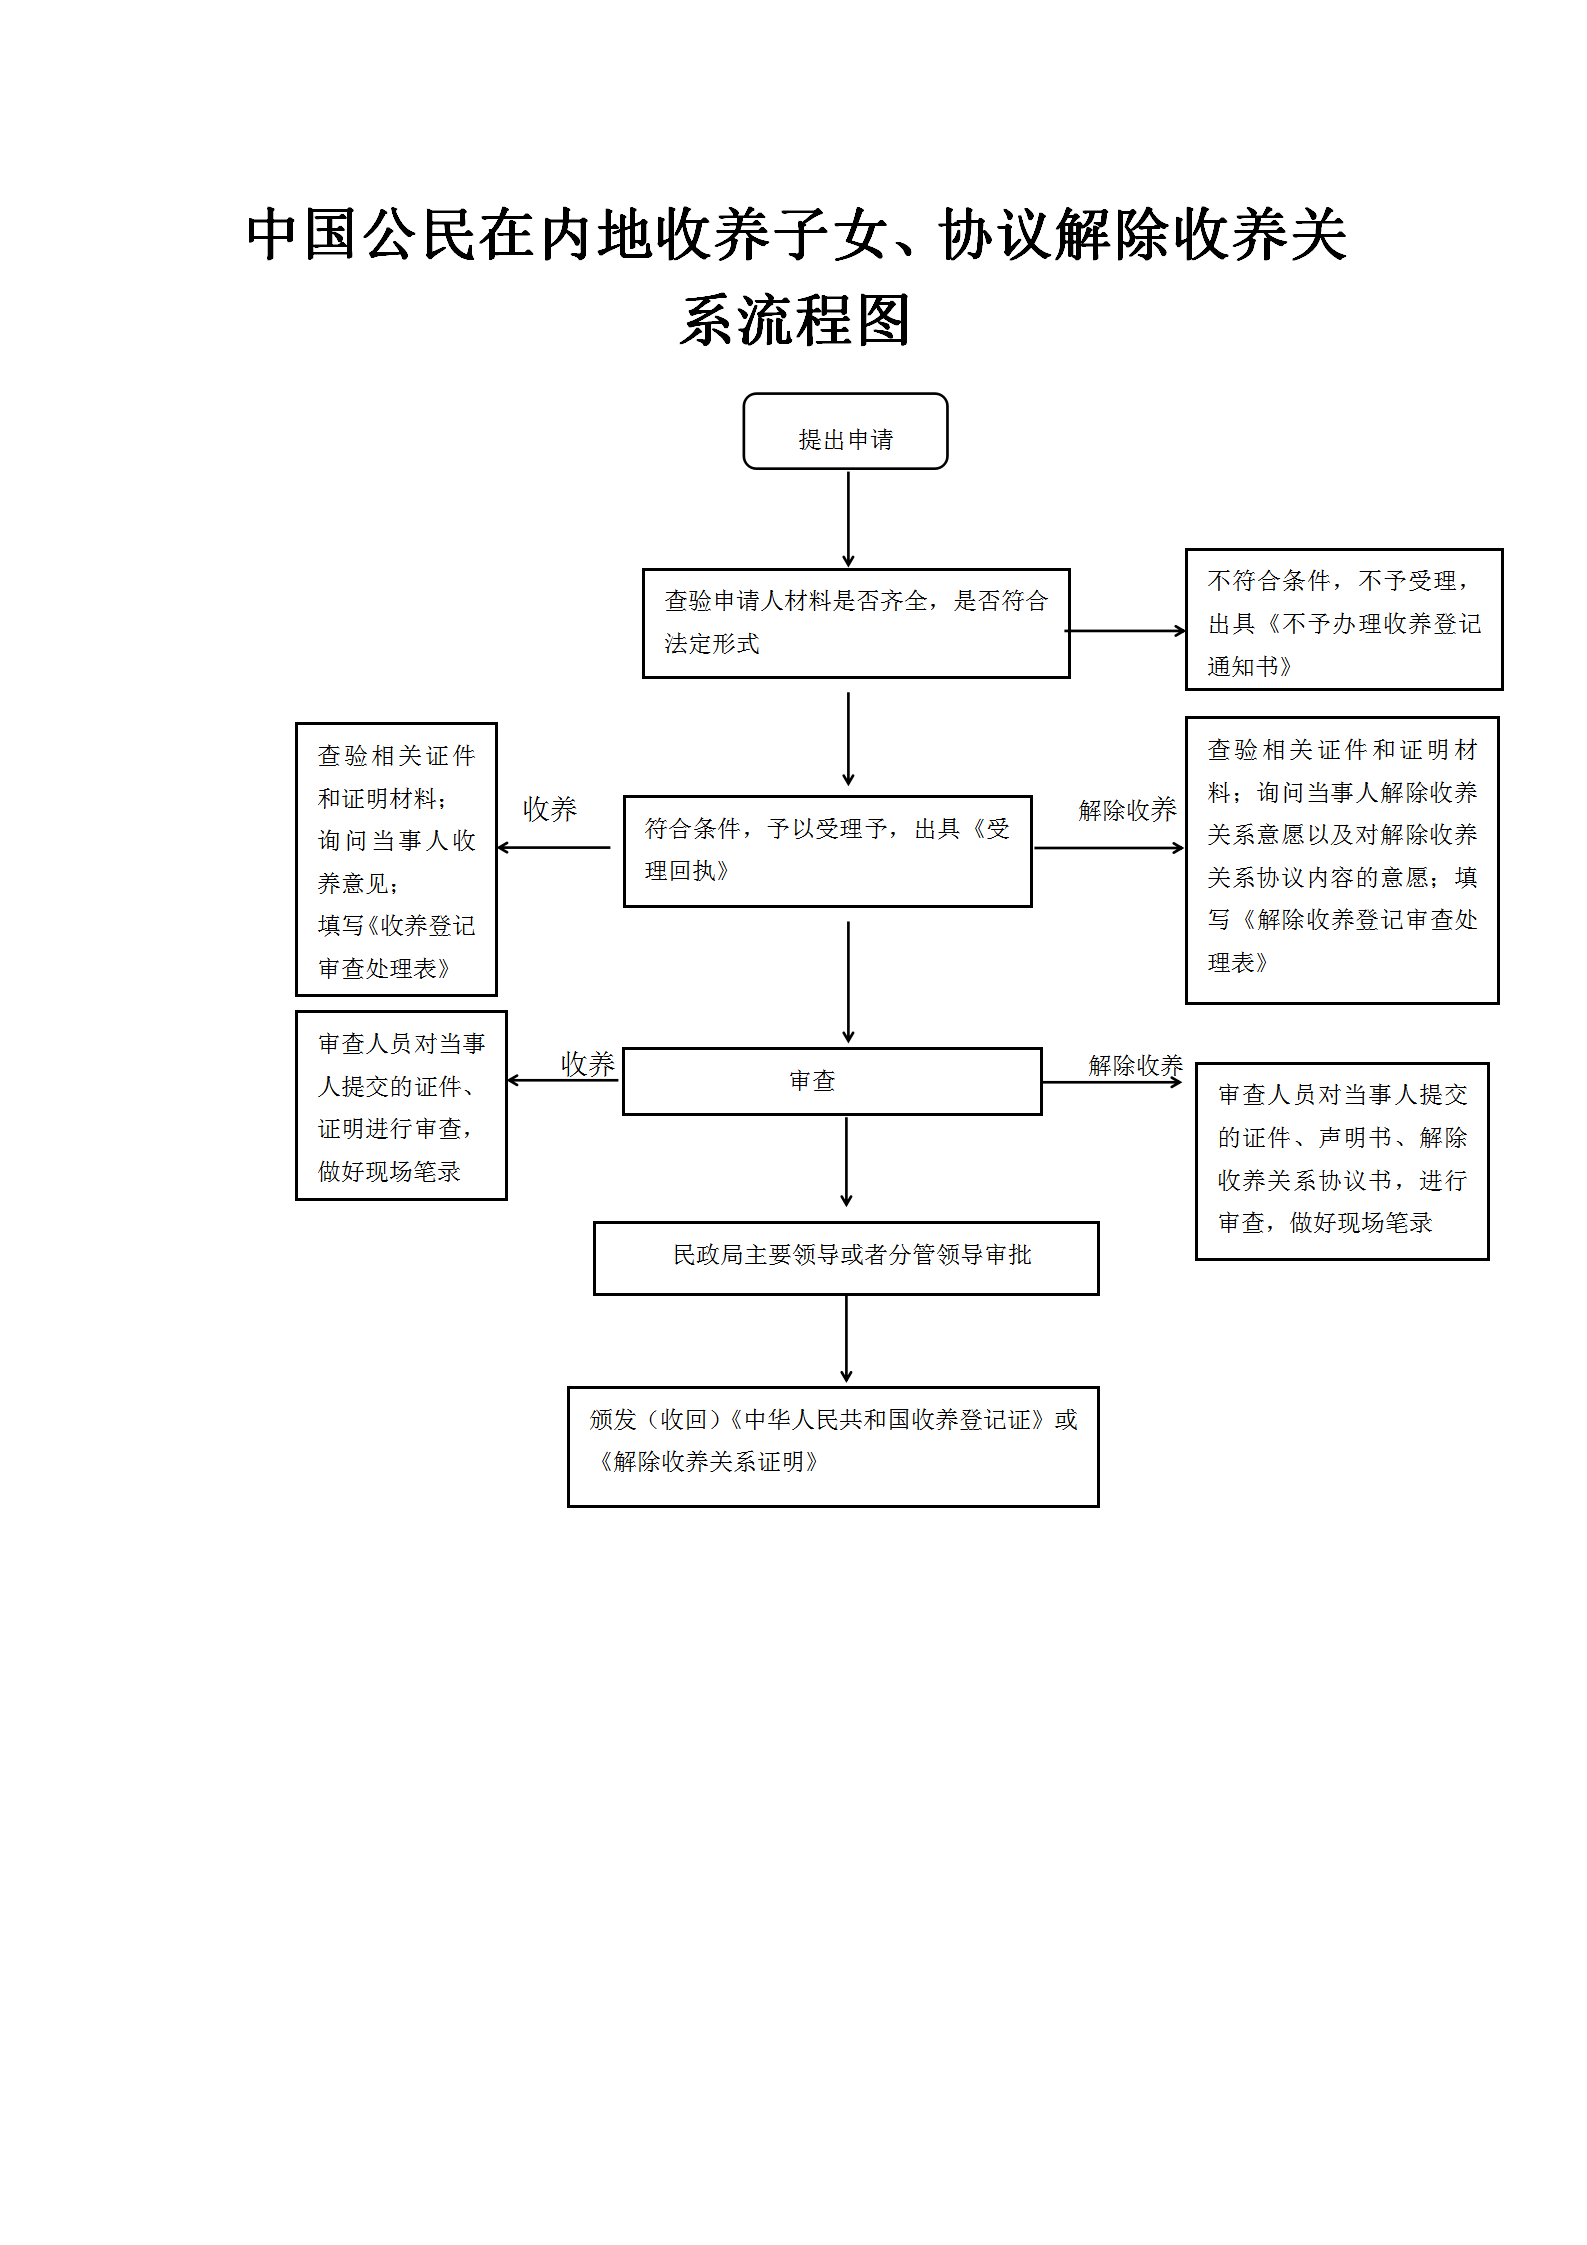 中国公民在内地收养子女、协议解除收养关
系流程图
提出申请
查验申请人材料是否齐全，是否符合
法定形式
不符合条件，不予受理，
出具《不予办理收养登记
通知书》
查验相关证件
和证明材料；
询问当事人收
养意见；
填写《收养登记
审查处理表》
收养
符合条件，予以受理予，出具《受
理回执》
解除收养
查验相关证件和证明材
料；询问当事人解除收养
关系意愿以及对解除收养
关系协议内容的意愿；填
写《解除收养登记审查处
理表》
审查人员对当事
人提交的证件、
证明进行审查，
做好现场笔录
收养
审查
解除收养
审查人员对当事人提交
的证件、声明书、解除
收养关系协议书，进行
审查，做好现场笔录
民政局主要领导或者分管领导审批
颁发（收回）《中华人民共和国收养登记证》或
《解除收养关系证明》